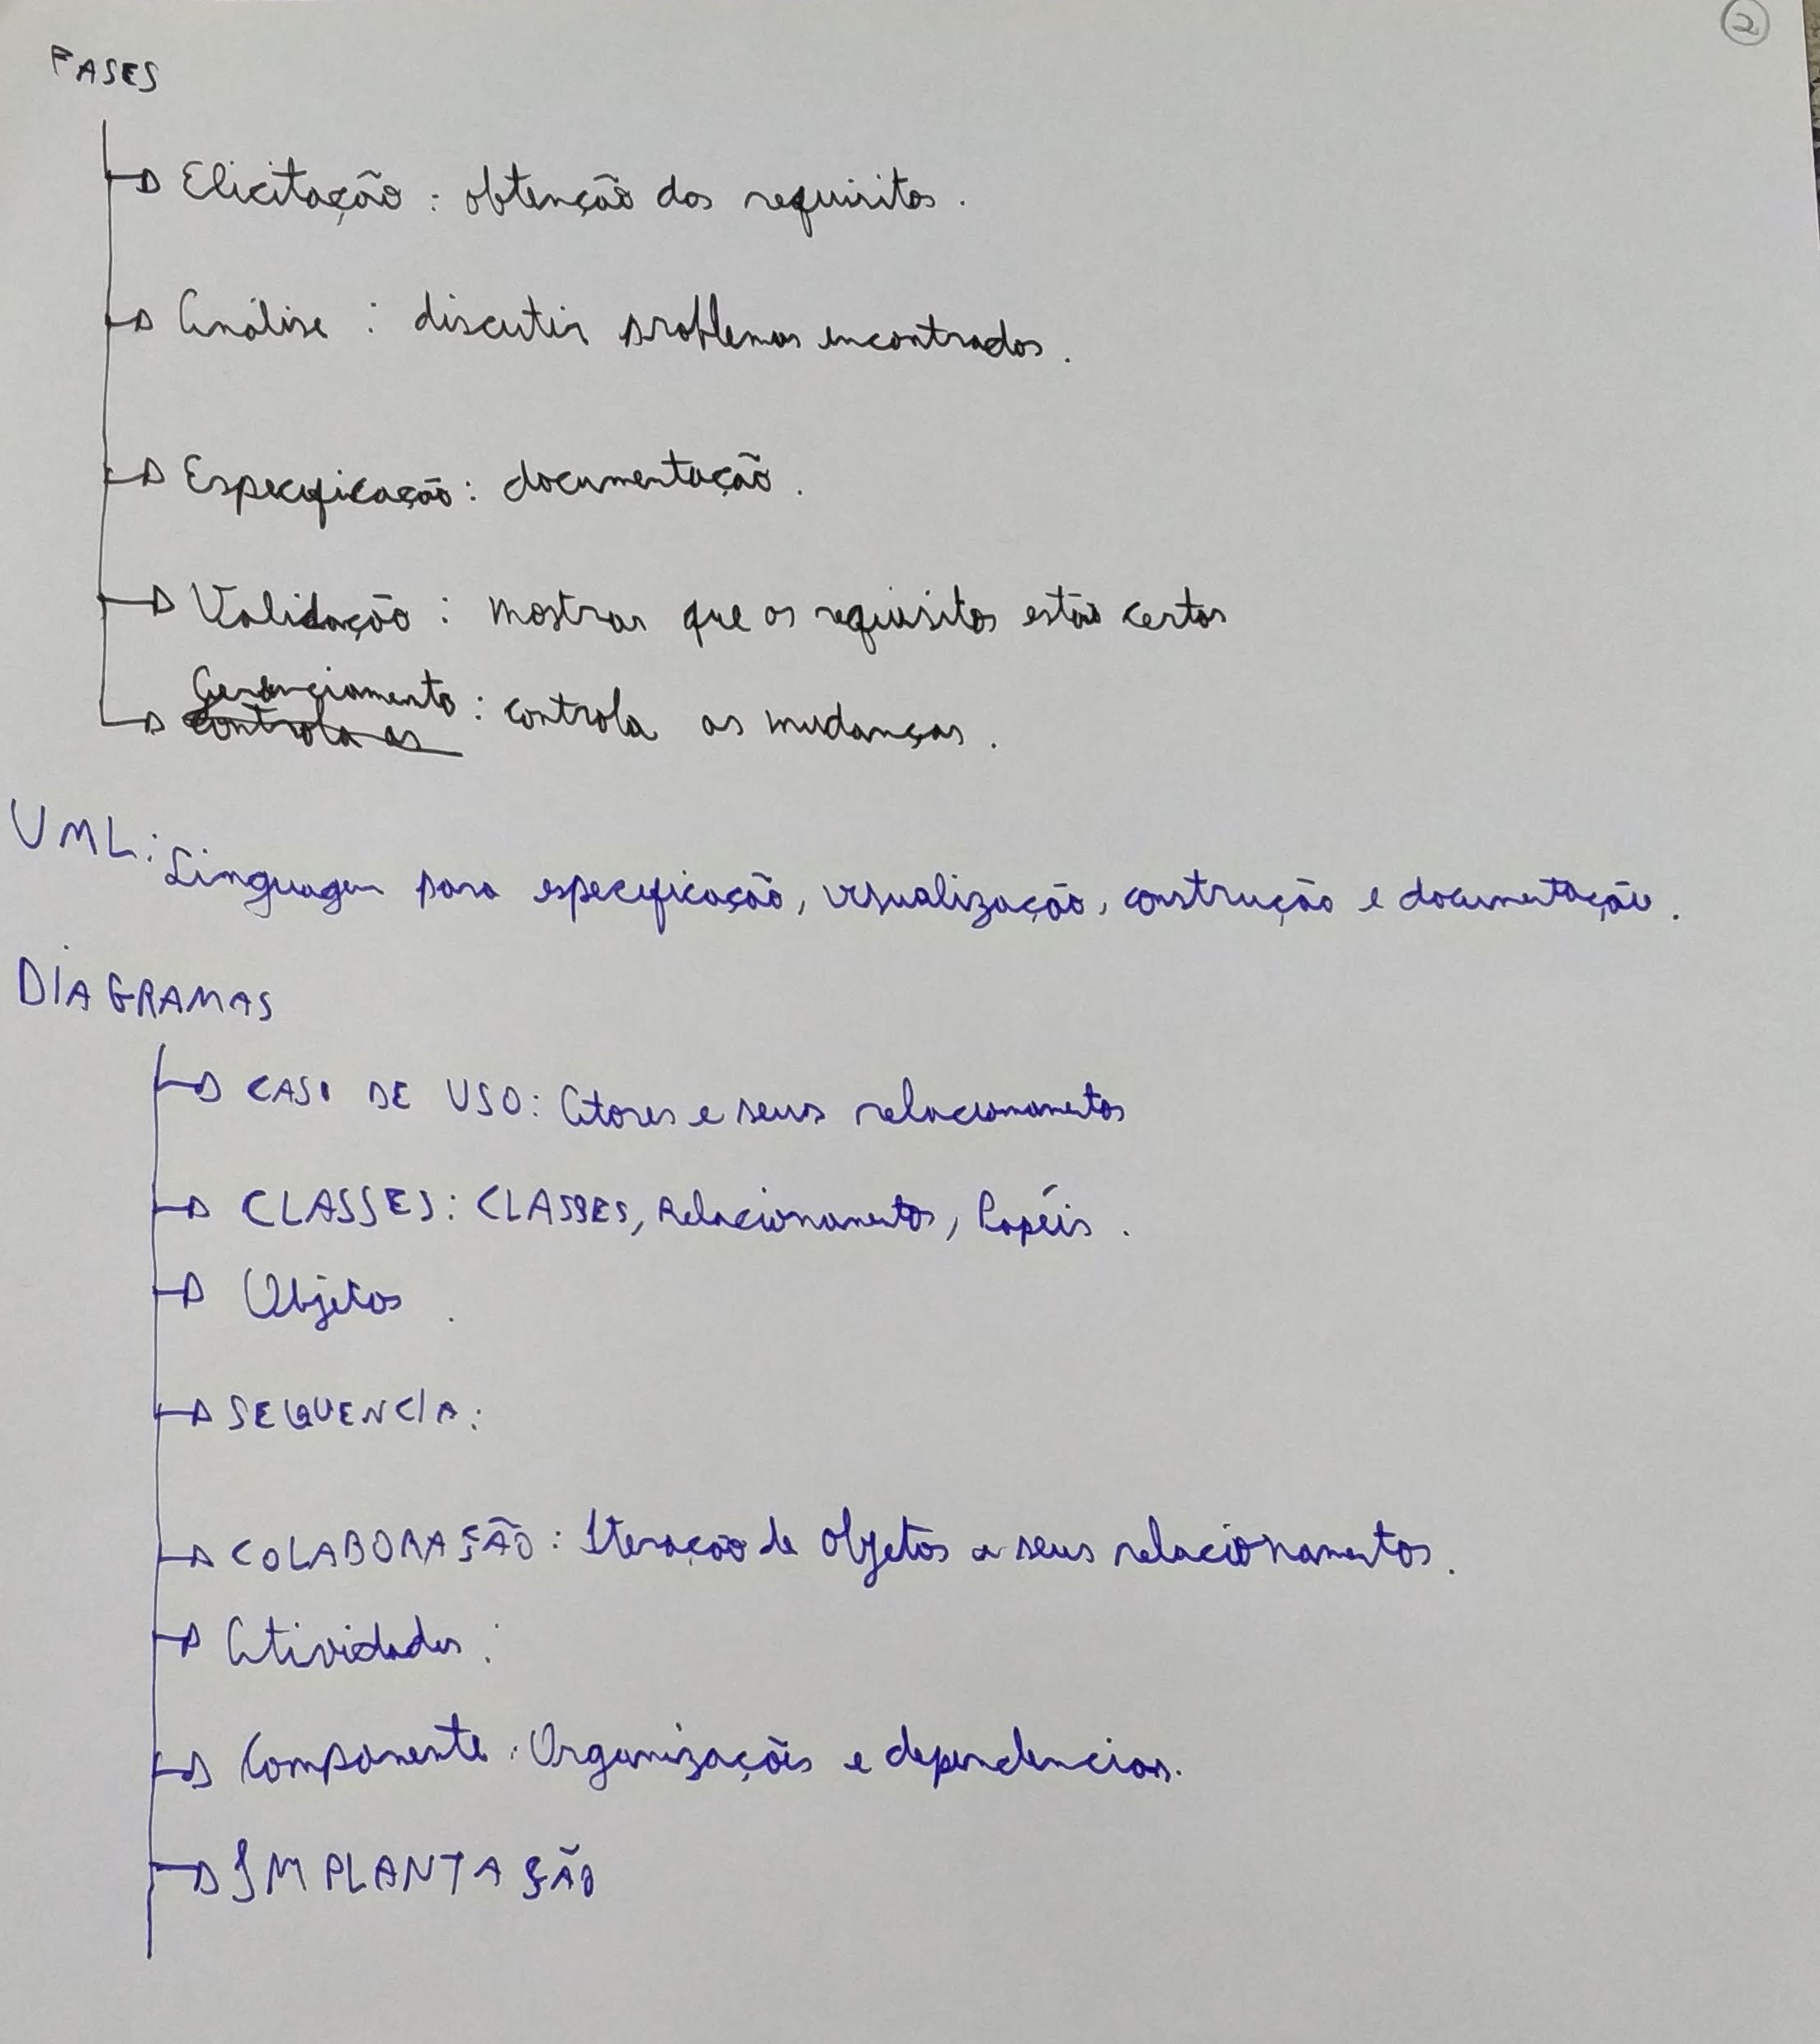 2
FASES
Elicitação : obtenção dos requisitos.
Análise : discutir problemas encontrados.
Especificação: documentação.
Validação : mostrar que os requisitos estão certos
Gerenciamento : controla as mudanças.
controla as
UML: Linguagem para especificação, visualização, construção e documentação.
DIAGRAMAS
CASO DE USO: Atores e seus relacionamentos
CLASSES: CLASSES, Relacionamentos, Papéis.
Objetos.
SEQUENCIA:
COLABORAÇÃO: Iteração de objetos e seus relacionamentos.
Atividades:
Componente: Organizações e dependencias.
IMPLANTAÇÃO